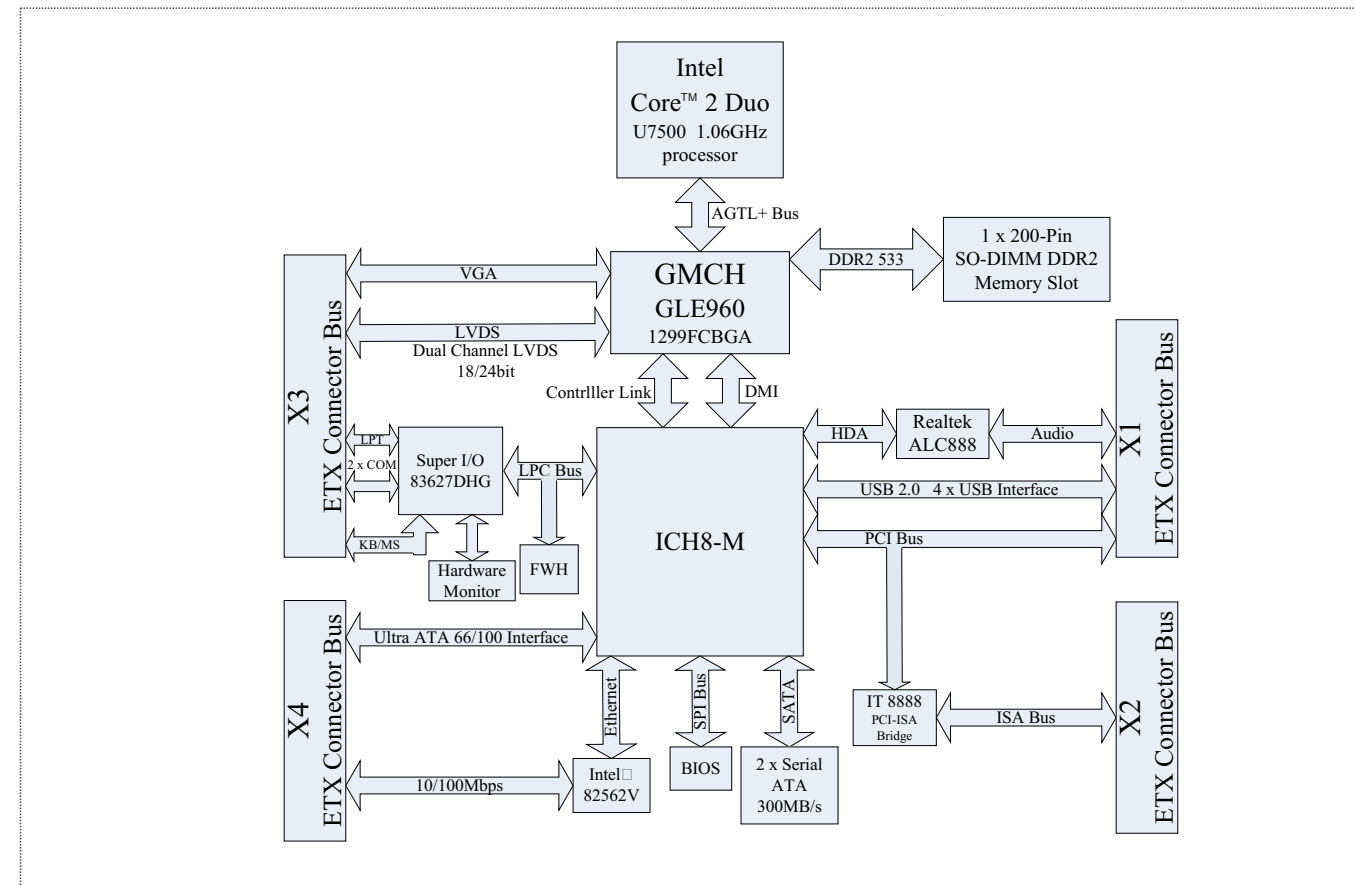 Intel
Core™ 2 Duo
U7500 1.06GHz
processor
AGTL+ Bus
GMCH
GLE960
1299FCBGA
DDR2 533
1 x 200-Pin
SO-DIMM DDR2
Memory Slot
VGA
LVDS
Dual Channel LVDS
18/24bit
X3
ETX Connector Bus
Contrlller Link
DMI
LPT
2 x COM
KB/MS
Super I/O
83627DHG
LPC Bus
Hardware
Monitor
FWH
ICH8-M
HDA
Realtek
ALC888
Audio
USB 2.0 4 x USB Interface
PCI Bus
X1
ETX Connector Bus
X4
ETX Connector Bus
Ultra ATA 66/100 Interface
10/100Mbps
Ethernet
Intel□
82562V
SPI Bus
BIOS
SATA
2 x Serial
ATA
300MB/s
IT 8888
PCI-ISA
Bridge
ISA Bus
X2
ETX Connector Bus